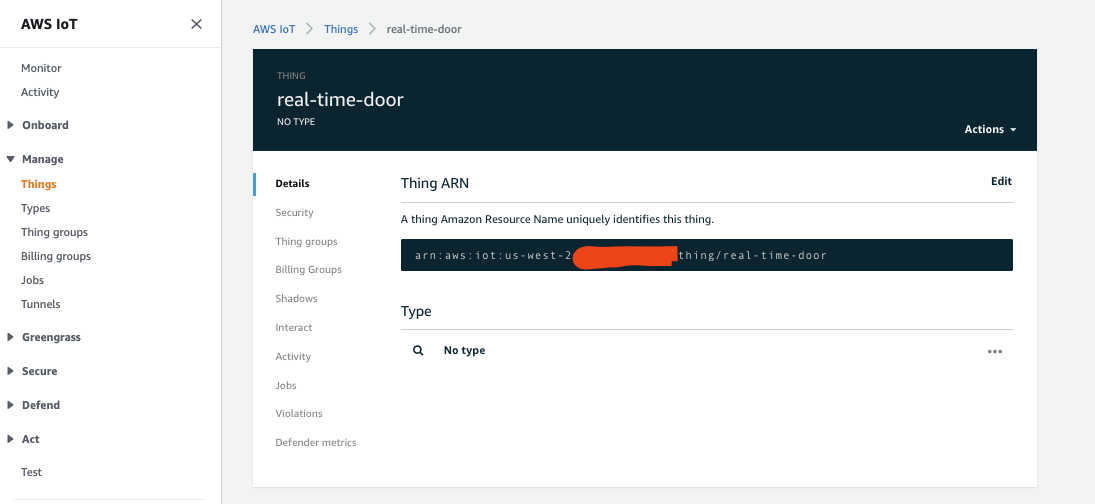 AWS IoT
Monitor
Activity
Onboard
Manage
Things
Types
Thing groups
Billing groups
Jobs
Tunnels
Greengrass
Secure
Defend
Act
Test
AWS IoT Things real-time-door
THING
real-time-door
NO TYPE
Actions
Details
Security
Thing groups
Billing Groups
Shadows
Interact
Activity
Jobs
Violations
Defender metrics
Thing ARN
Edit
A thing Amazon Resource Name uniquely identifies this thing.
arn:aws:iot:us-west-2 thing/real-time-door
Type
No type